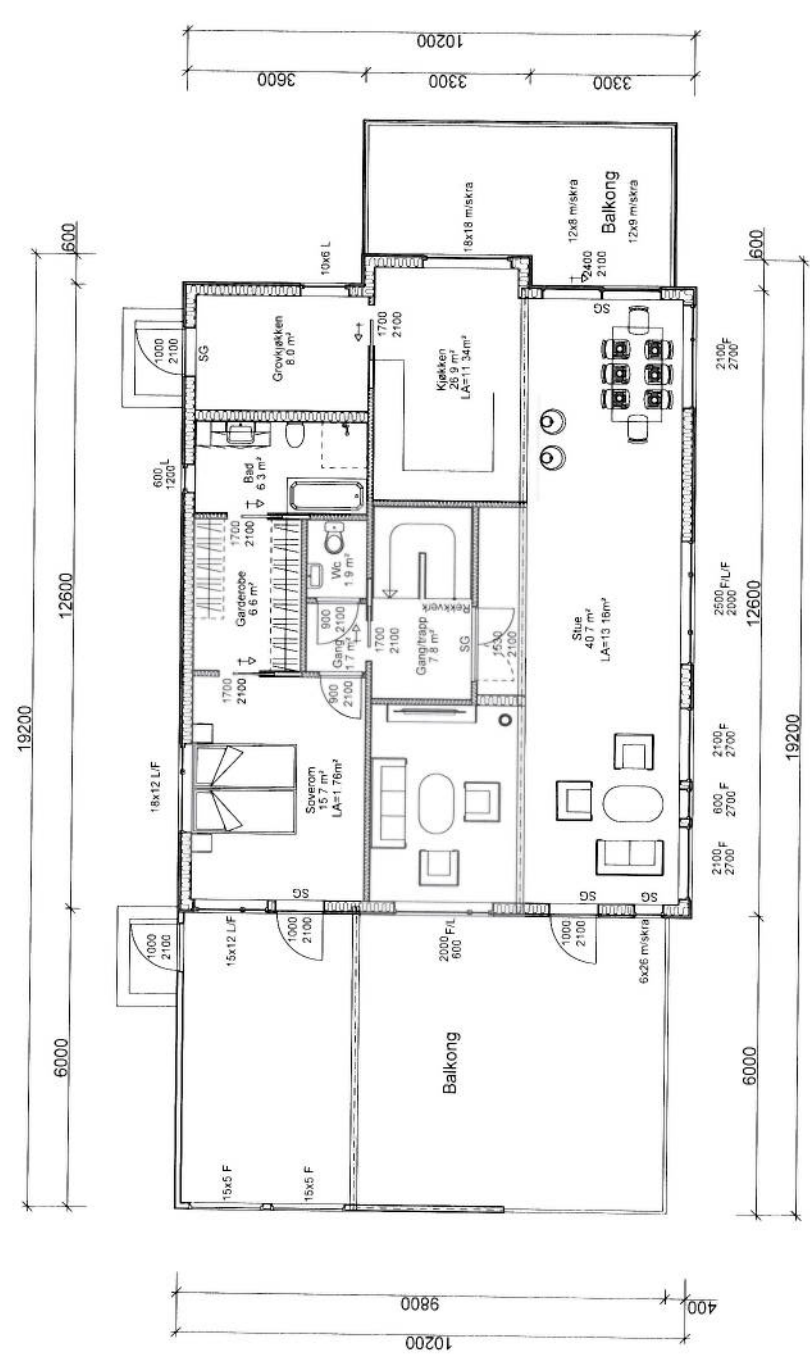 10200
3600
3300
3300
600
19200
12600
6000
10x6 L
18x18 m/skra
12x8 m/skra
Balkong
12x9 m/skra
2400
2100
SG
600
1000
2100
SG
Grovkjøkken
8.0 m²
1700
2100
Kjøkken
26.9 m²
LA=11.34m²
2100 F
2700
600 L
1200
Bad
6.3 m²
1700
2100
Garderobe
6.6 m²
Wc
1.9 m²
900
2100
Gang
1.7 m²
1700
2100
Gang/trapp
7.8 m²
Rekkverk
SG
1530
2100
Stue
40.7 m²
LA=13.16m²
2500 F/L/F
2000
12600
19200
1700
2100
900
2100
18x12 L/F
Soverom
15.7 m²
LA=1.76m²
2100 F
2700
600 F
2700
2100 F
2700
SG
SG
SG
1000
2100
15x12 L/F
1000
2100
2000 F/L
600
1000
2100
6x26 m/skra
Balkong
6000
15x5 F
15x5 F
9800
400
10200